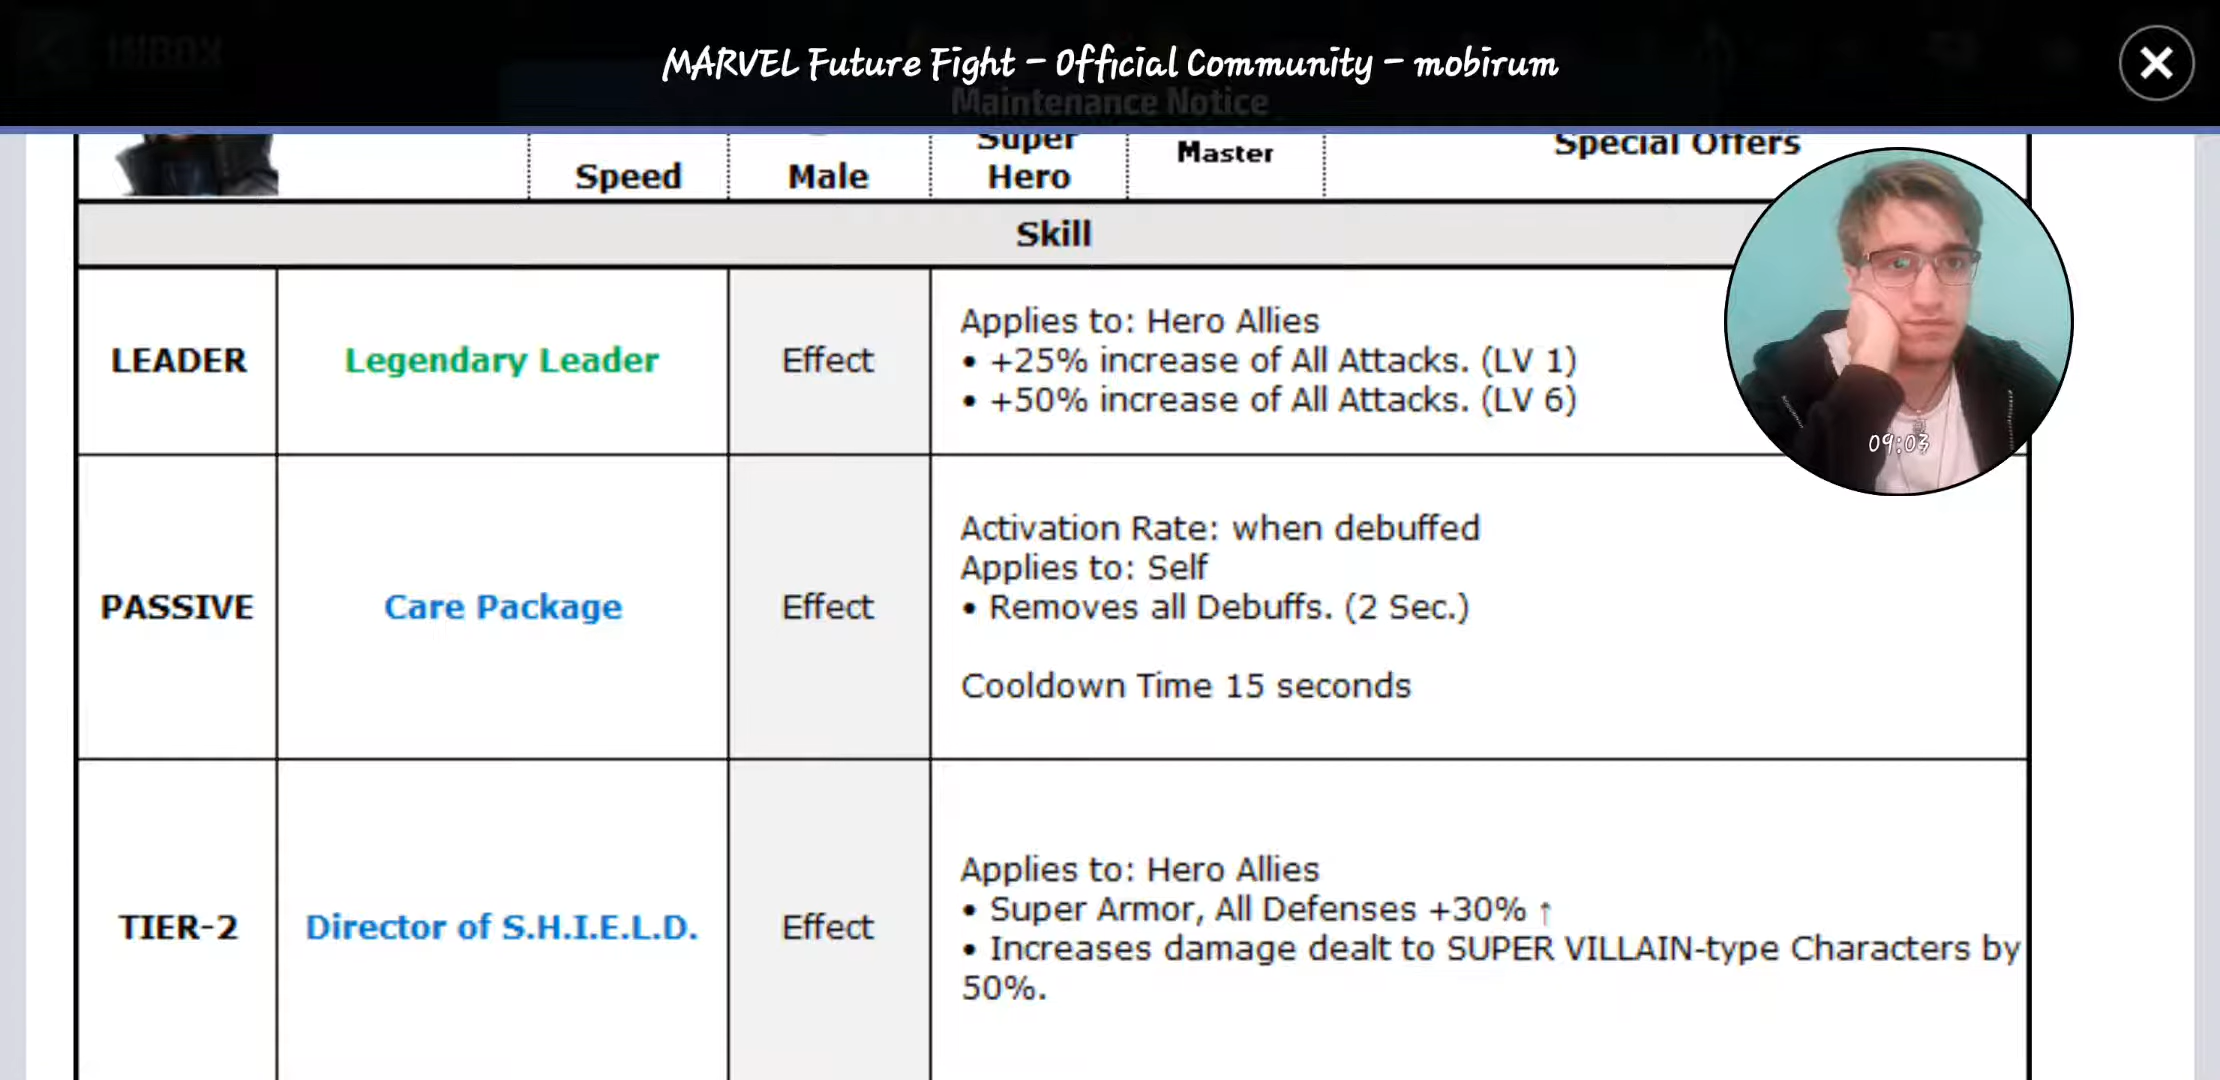 INBOX
MARVEL Future Fight – Official Community – mobirum
Maintenance Notice
Speed
Male
Super
Hero
Master
Special Offers
Skill
LEADER
Legendary Leader
Effect
Applies to: Hero Allies
• +25% increase of All Attacks. (LV 1)
• +50% increase of All Attacks. (LV 6)
09:03
PASSIVE
Care Package
Effect
Activation Rate: when debuffed
Applies to: Self
• Removes all Debuffs. (2 Sec.)
Cooldown Time 15 seconds
TIER-2
Director of S.H.I.E.L.D.
Effect
Applies to: Hero Allies
• Super Armor, All Defenses +30% ↑
• Increases damage dealt to SUPER VILLAIN-type Characters by
50%.